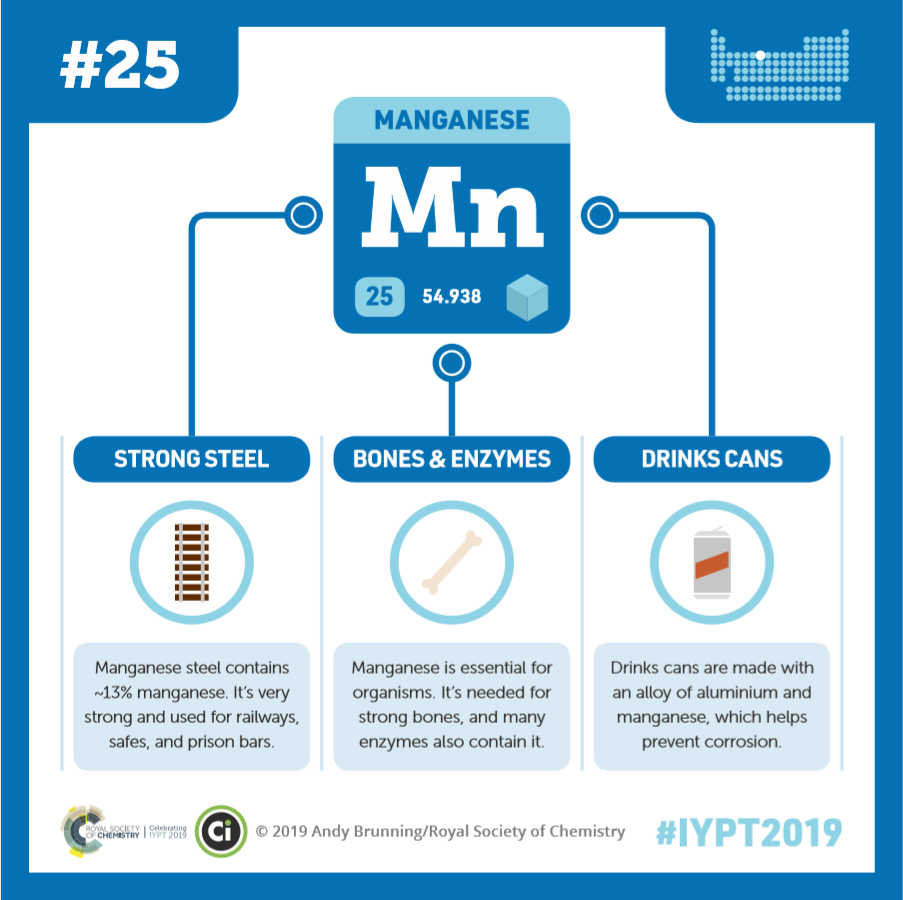 #25
MANGANESE
Mn
25 54.938
STRONG STEEL
Manganese steel contains
~13% manganese. It's very
strong and used for railways,
safes, and prison bars.
BONES & ENZYMES
Manganese is essential for
organisms. It's needed for
strong bones, and many
enzymes also contain it.
DRINKS CANS
Drinks cans are made with
an alloy of aluminium and
manganese, which helps
prevent corrosion.
ROYAL SOCIETY
OF CHEMISTRY
Celebrating
IYPT 2019
Ci
© 2019 Andy Brunning/Royal Society of Chemistry
#IYPT2019